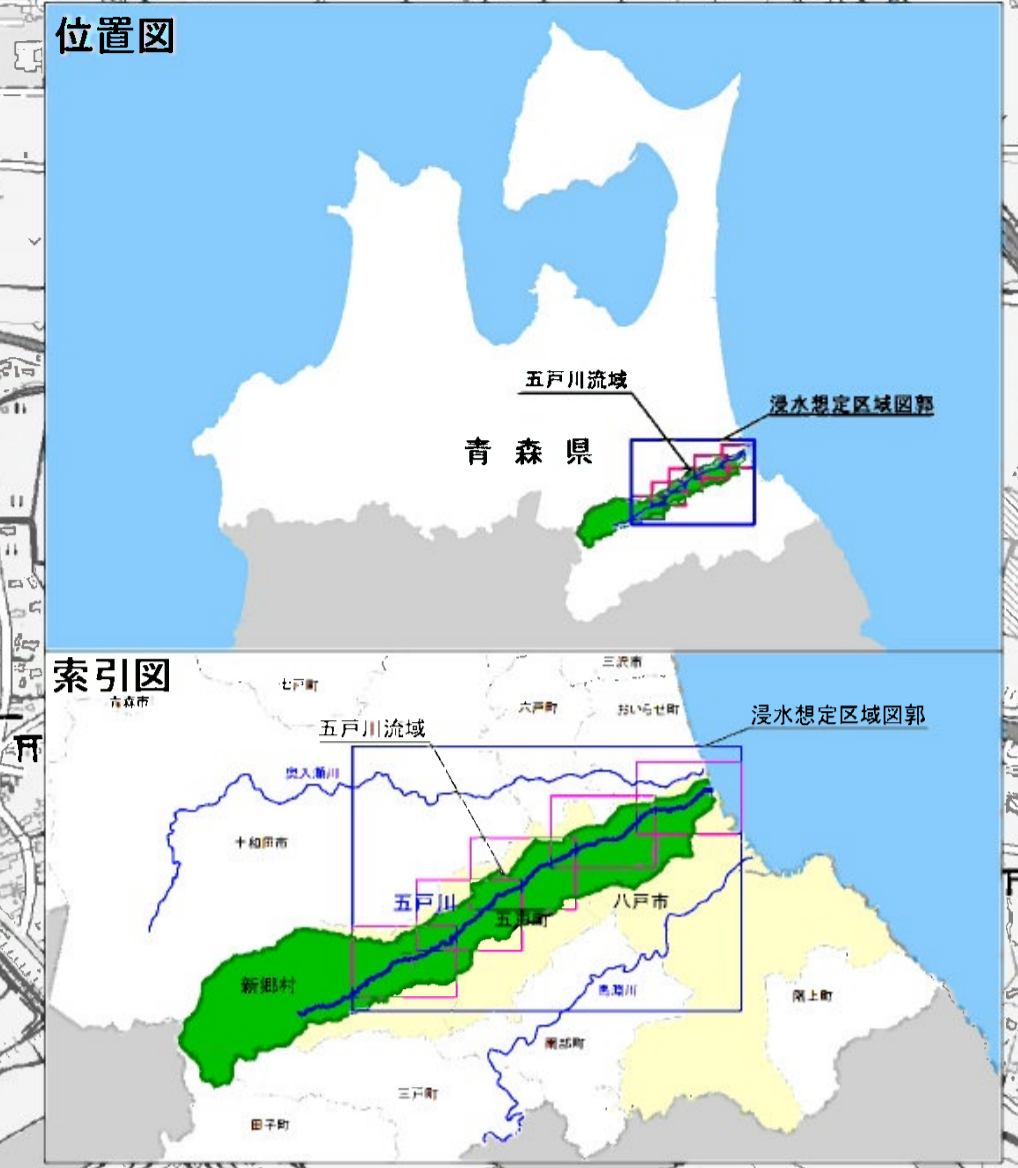 位置図
五戸川流域
浸水想定区域図郭
青森県
索引図
三沢市
七戸町
青森市
六戸町
おいらせ町
五戸川流域
浸水想定区域図郭
奥入瀬川
十和田市
五戸川
八戸市
五戸町
新郷村
馬淵川
階上町
南部町
三戸町
田子町